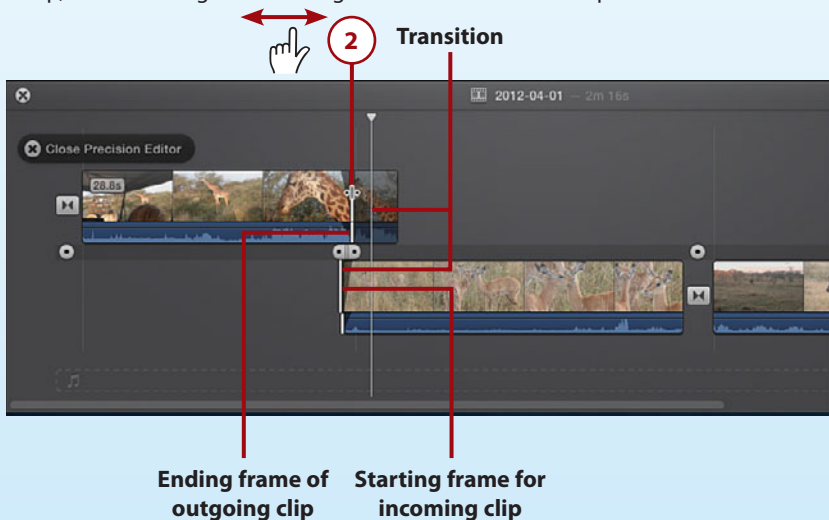 2
Transition
2012-04-01 – 2m 16s
Close Precision Editor
28.8s
Ending frame of
outgoing clip
Starting frame for
incoming clip